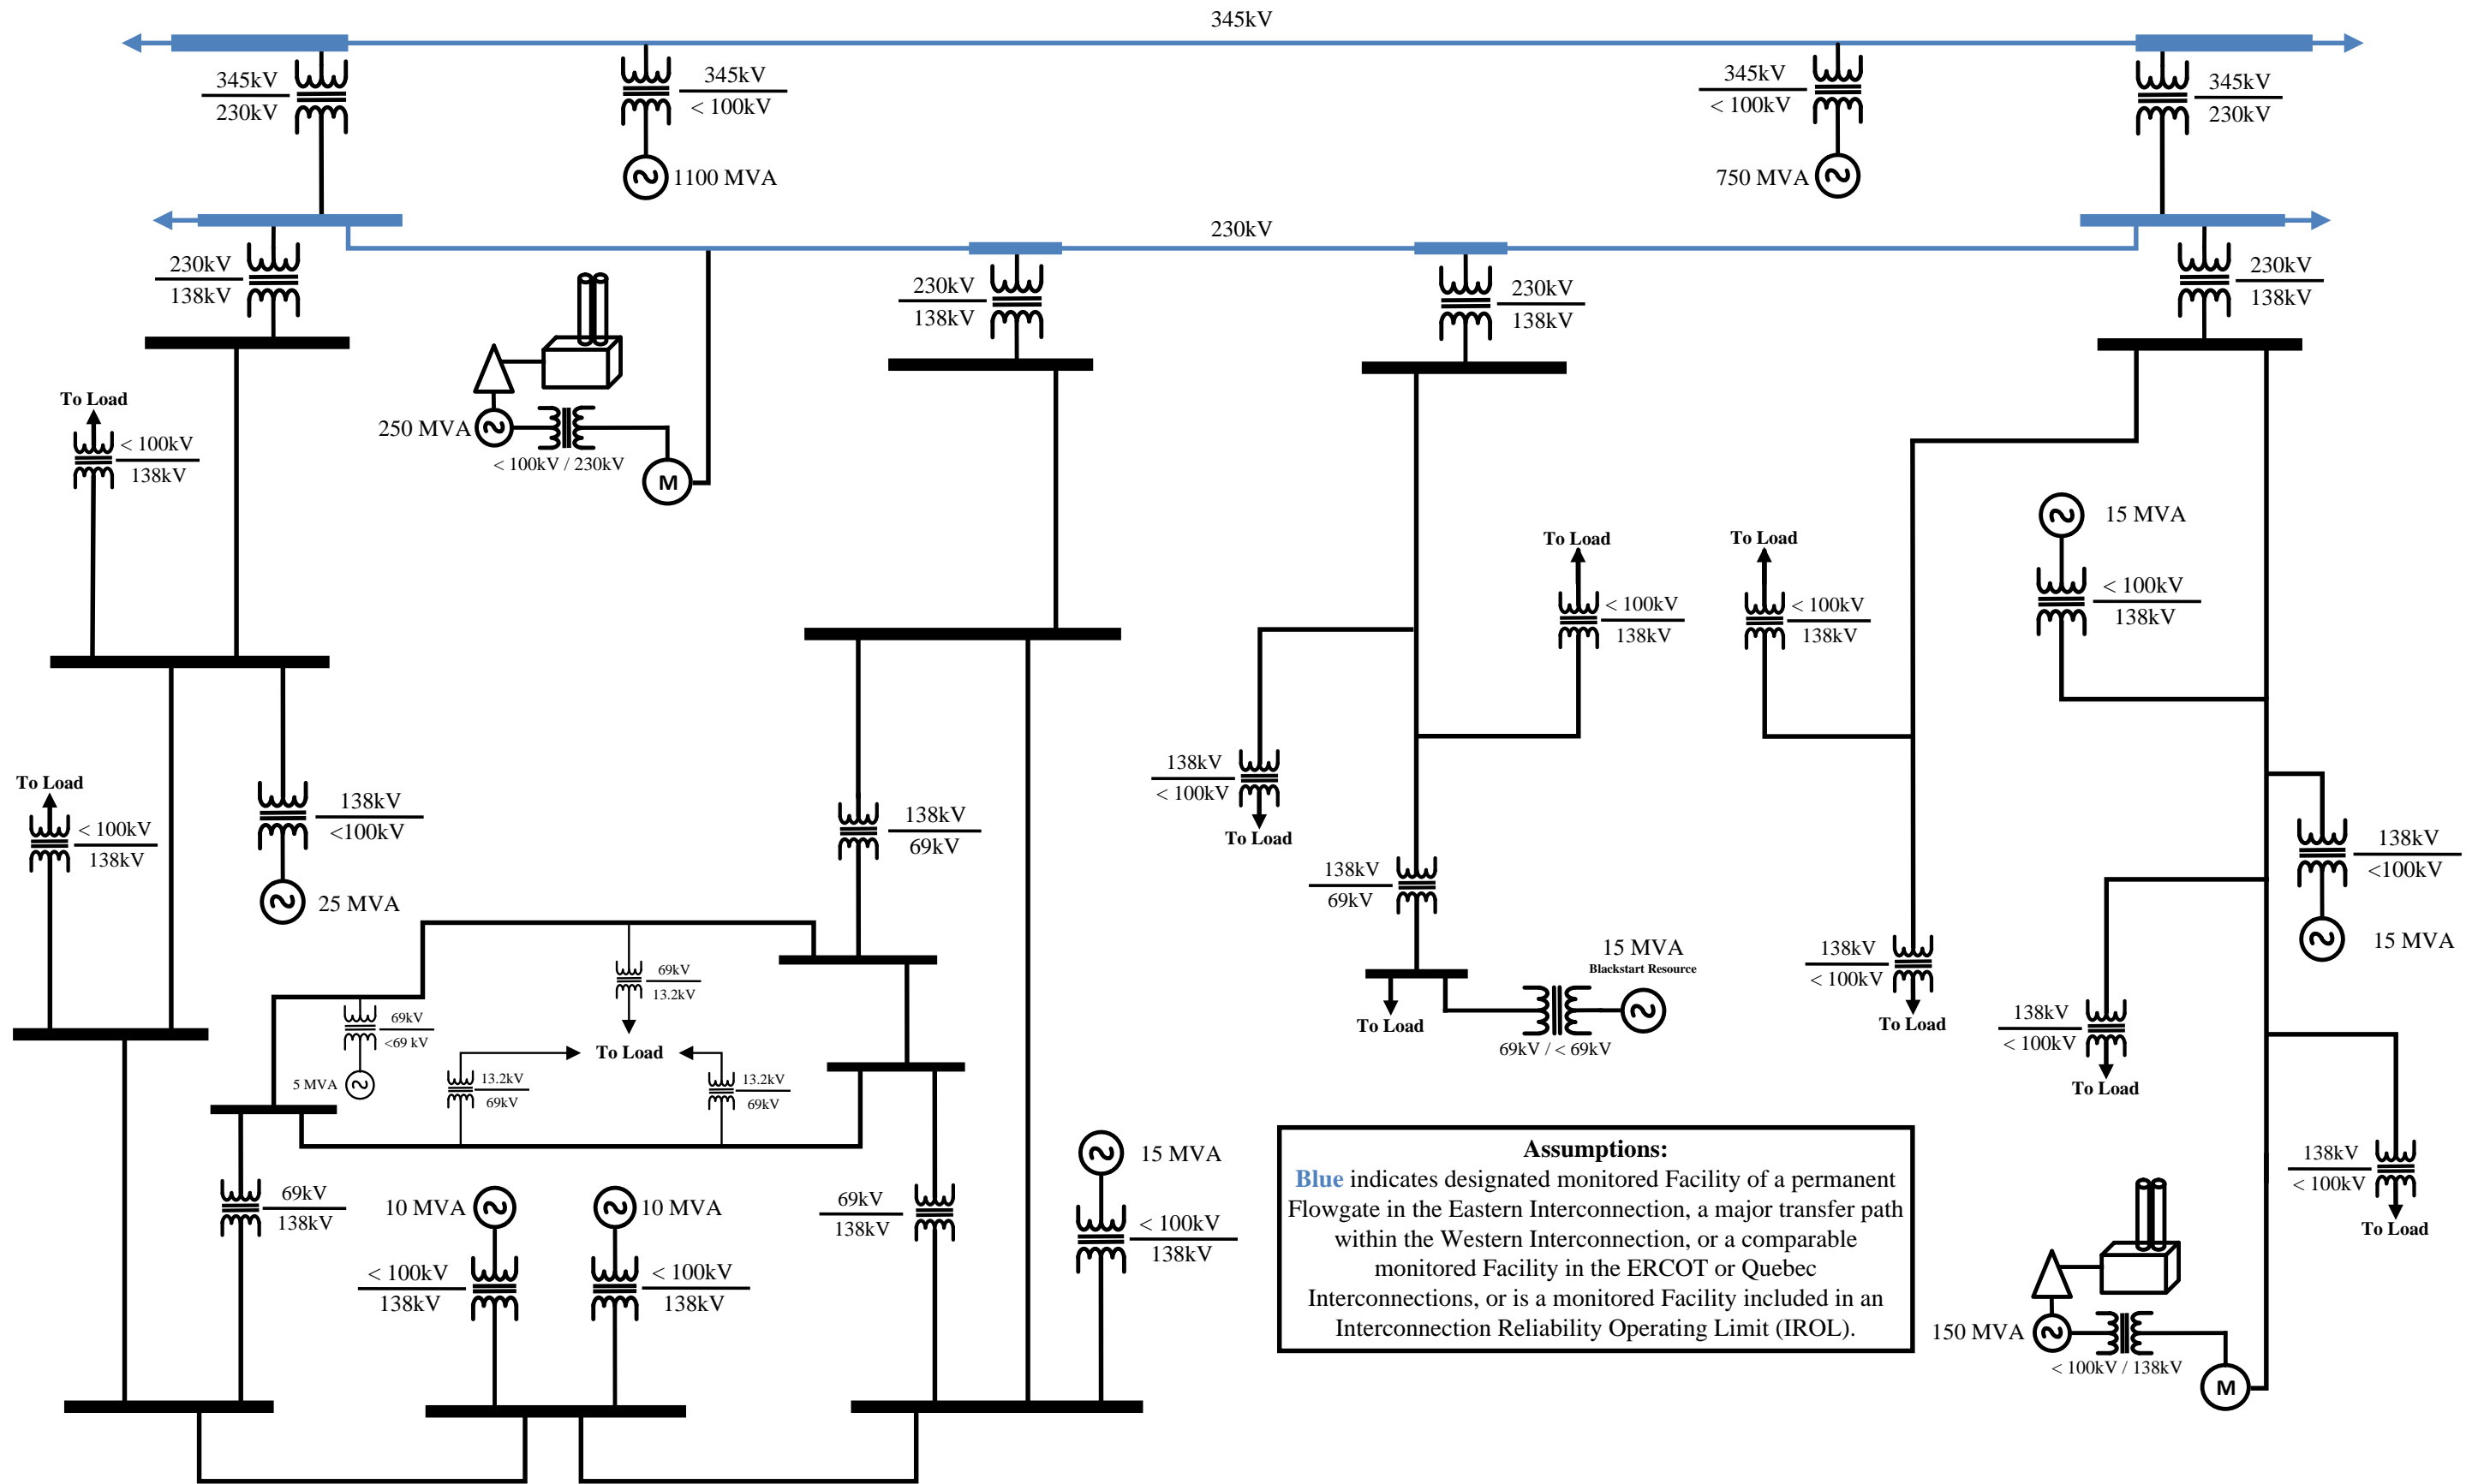 345kV
345kV
230kV
345kV
< 100kV
1100 MVA
345kV
< 100kV
750 MVA
345kV
230kV
230kV
230kV
138kV
230kV
138kV
230kV
138kV
230kV
138kV
250 MVA
< 100kV / 230kV
M
To Load
< 100kV
138kV
To Load
< 100kV
138kV
138kV
<100kV
25 MVA
138kV
69kV
69kV
13.2kV
69kV
<69 kV
5 MVA
To Load
13.2kV
69kV
13.2kV
69kV
69kV
138kV
10 MVA
< 100kV
138kV
10 MVA
< 100kV
138kV
69kV
138kV
15 MVA
< 100kV
138kV
To Load
< 100kV
138kV
138kV
< 100kV
To Load
138kV
69kV
To Load
15 MVA
Blackstart Resource
69kV / < 69kV
To Load
< 100kV
138kV
138kV
< 100kV
To Load
15 MVA
< 100kV
138kV
138kV
<100kV
15 MVA
138kV
< 100kV
To Load
138kV
< 100kV
To Load
150 MVA
< 100kV / 138kV
M
Assumptions:
Blue indicates designated monitored Facility of a permanent
Flowgate in the Eastern Interconnection, a major transfer path
within the Western Interconnection, or a comparable
monitored Facility in the ERCOT or Quebec
Interconnections, or is a monitored Facility included in an
Interconnection Reliability Operating Limit (IROL).